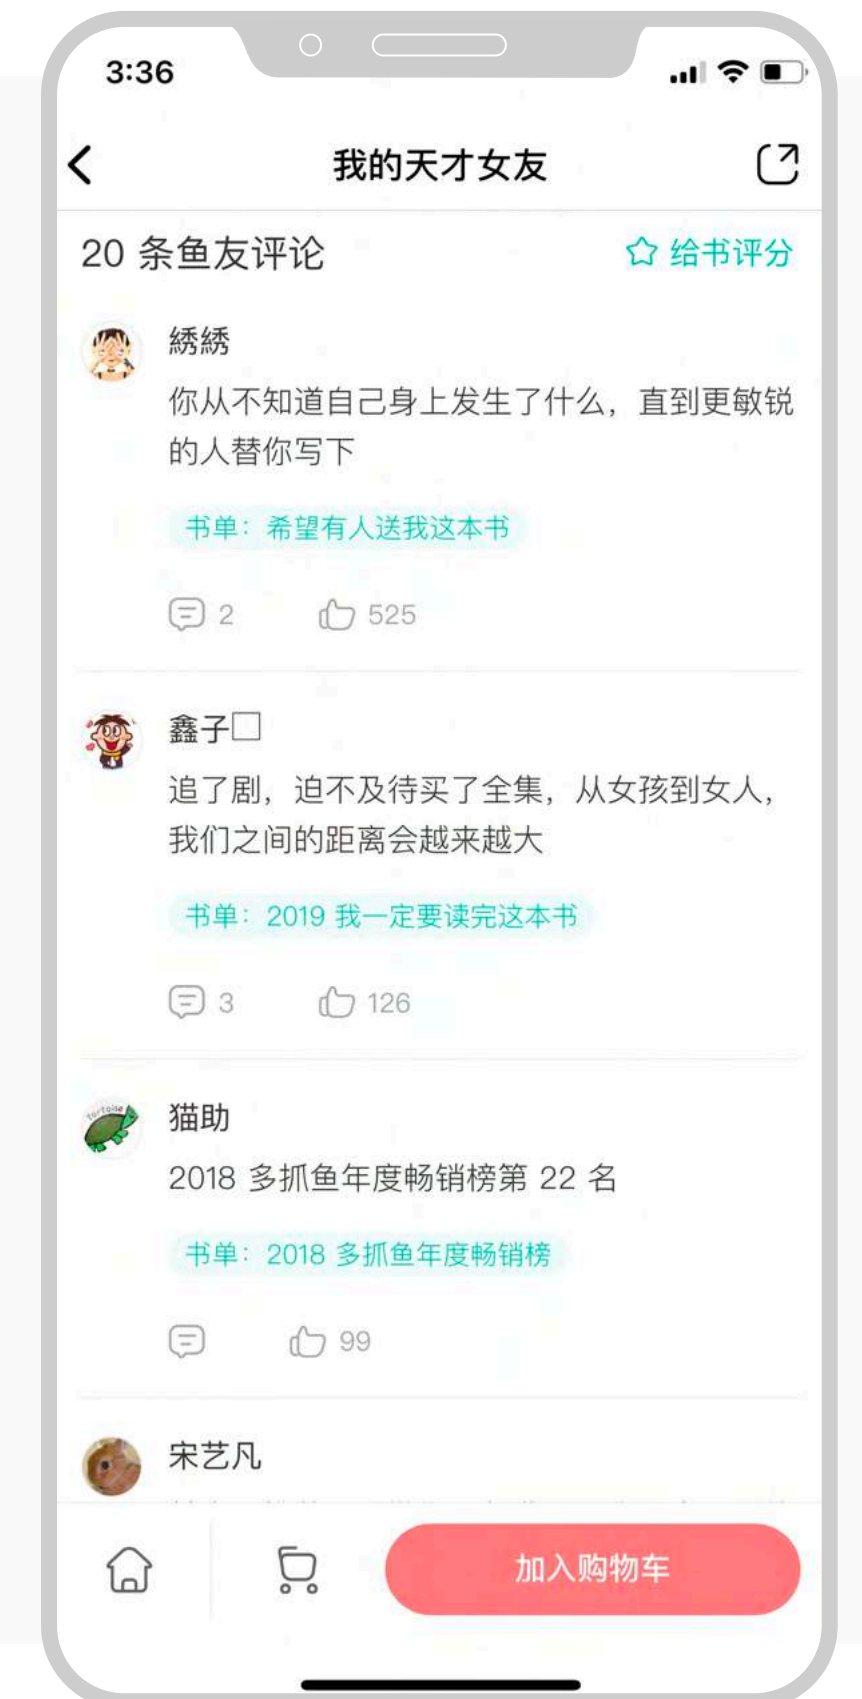 3:36
我的天才女友
20 条鱼友评论
给书评分
綉綉
你从不知道自己身上发生了什么，直到更敏锐
的人替你写下
书单：希望有人送我这本书
2
525
鑫子□
追了剧，迫不及待买了全集，从女孩到女人，
我们之间的距离会越来越大
书单：2019 我一定要读完这本书
3
126
Tortoise
猫助
2018 多抓鱼年度畅销榜第 22 名
书单：2018 多抓鱼年度畅销榜
99
宋艺凡
加入购物车